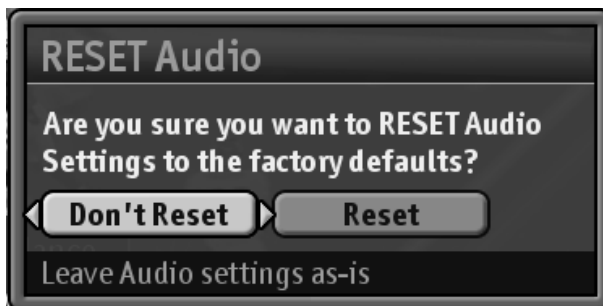 RESET Audio
Are you sure you want to RESET Audio
Settings to the factory defaults?
Don't Reset Reset
Leave Audio settings as-is